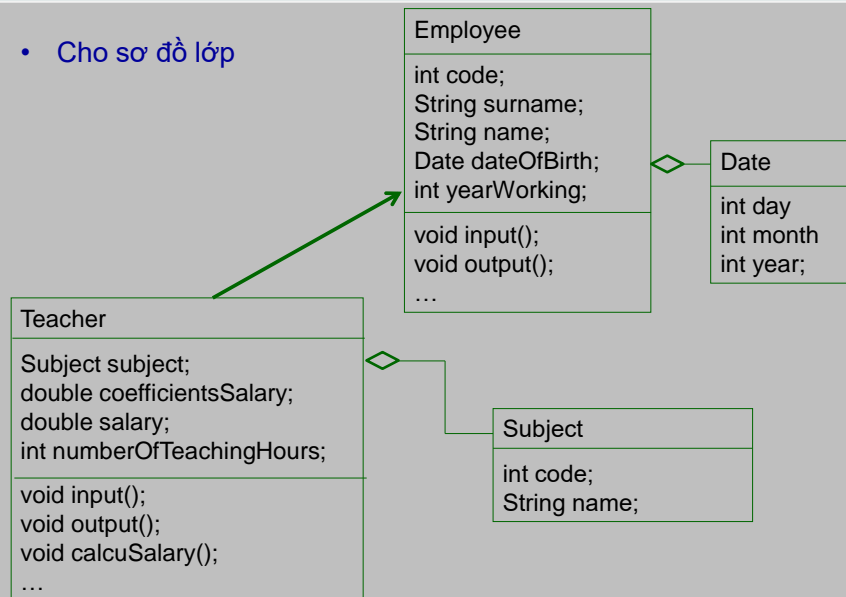 • Cho sơ đồ lớp
Employee
int code;
String surname;
String name;
Date dateOfBirth;
int yearWorking;
void input();
void output();
…
Date
int day
int month
int year;
Teacher
Subject subject;
double coefficientsSalary;
double salary;
int numberOfTeachingHours;
void input();
void output();
void calcuSalary();
…
Subject
int code;
String name;